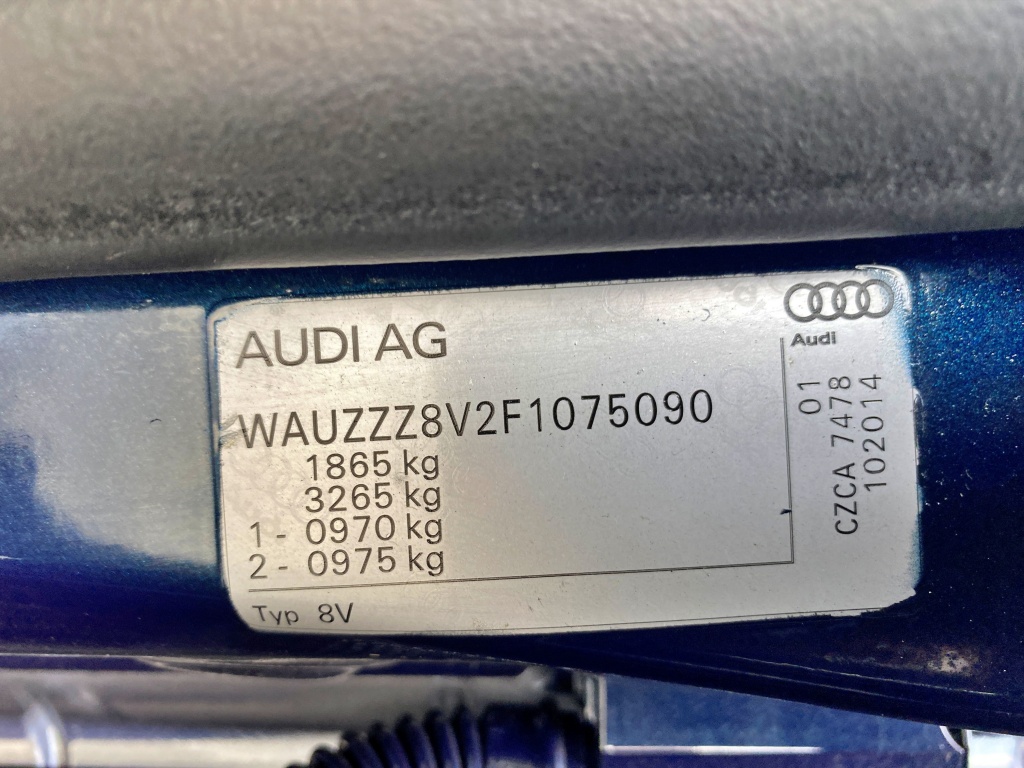 AUDI AG
WAUZZZ8V2F1075090
1865 kg
3265 kg
1 - 0970 kg
2 - 0975 kg
Typ 8V
Audi
01
CZCA 7478
102014